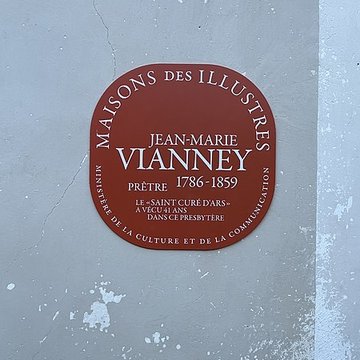 MAISONS DES ILLUSTRES
JEAN-MARIE
VIANNEY
PRÊTRE 1786-1859
LE «SAINT CURÉ D'ARS»
A VÉCU 41 ANS
DANS CE PRESBYTÈRE
MINISTÈRE DE LA CULTURE ET DE LA COMMUNICATION